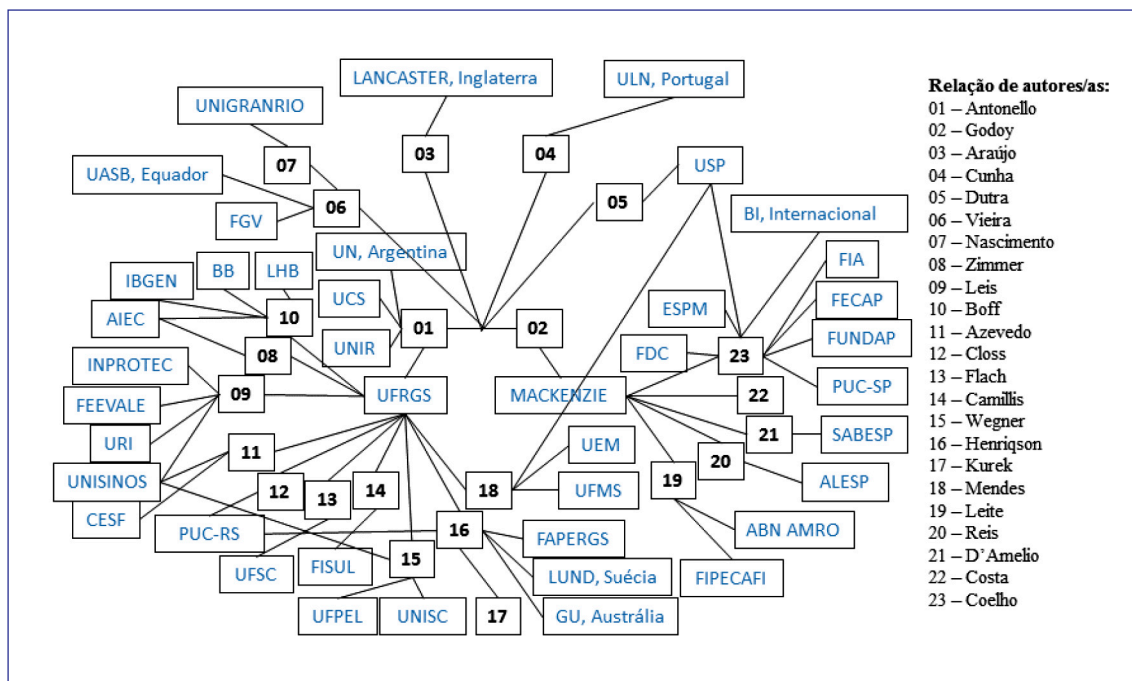 LANCASTER, Inglaterra
ULN, Portugal
UNIGRANRIO
07
03
04
USP
UASB, Equador
06
05
FGV
BI, Internacional
UN, Argentina
BB
LHB
IBGEN
FIA
UCS
ESPM
FECAP
AIEC
10
01
02
UNIR
FUNDAP
08
FDC
23
INPROTEC
09
UFRGS
MACKENZIE
22
PUC-SP
FEEVALE
URI
11
UEM
21
SABESP
UNISINOS
20
12
13
14
18
UFMS
19
ALESP
CESF
PUC-RS
16
ABN AMRO
FAPERGS
UFSC
FISUL
15
LUND, Suécia
FIPECAFI
UFPEL
UNISC
17
GU, Austrália
Relação de autores/as:
01 – Antonello
02 – Godoy
03 – Araújo
04 – Cunha
05 – Dutra
06 – Vieira
07 – Nascimento
08 – Zimmer
09 – Leis
10 – Boff
11 – Azevedo
12 – Closs
13 – Flach
14 – Camillis
15 – Wegner
16 – Henriqson
17 – Kurek
18 – Mendes
19 – Leite
20 – Reis
21 – D’Amelio
22 – Costa
23 – Coelho